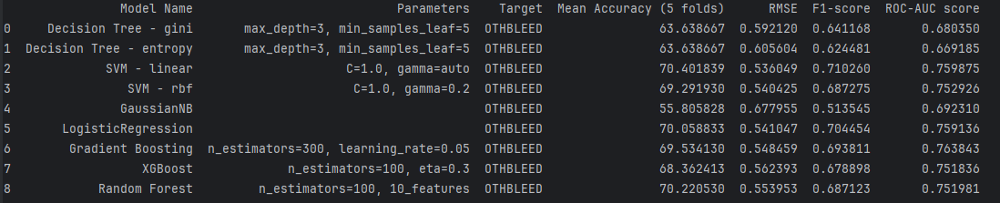 Model Name Parameters Target Mean Accuracy (5 folds) RMSE F1-score ROC-AUC score
0 Decision Tree - gini max_depth=3, min_samples_leaf=5 OTHBLEED 63.638667 0.592120 0.641168 0.680350
1 Decision Tree - entropy max_depth=3, min_samples_leaf=5 OTHBLEED 63.638667 0.605604 0.624481 0.669185
2 SVM - linear C=1.0, gamma=auto OTHBLEED 70.401839 0.536049 0.710260 0.759875
3 SVM - rbf C=1.0, gamma=0.2 OTHBLEED 69.291930 0.540425 0.687275 0.752926
4 GaussianNB OTHBLEED 55.805828 0.677955 0.513545 0.692310
5 LogisticRegression OTHBLEED 70.058833 0.541047 0.704454 0.759136
6 Gradient Boosting n_estimators=300, learning_rate=0.05 OTHBLEED 69.534130 0.548459 0.693811 0.763843
7 XGBoost n_estimators=100, eta=0.3 OTHBLEED 68.362413 0.562393 0.678898 0.751836
8 Random Forest n_estimators=100, 10_features OTHBLEED 70.220530 0.553953 0.687123 0.751981